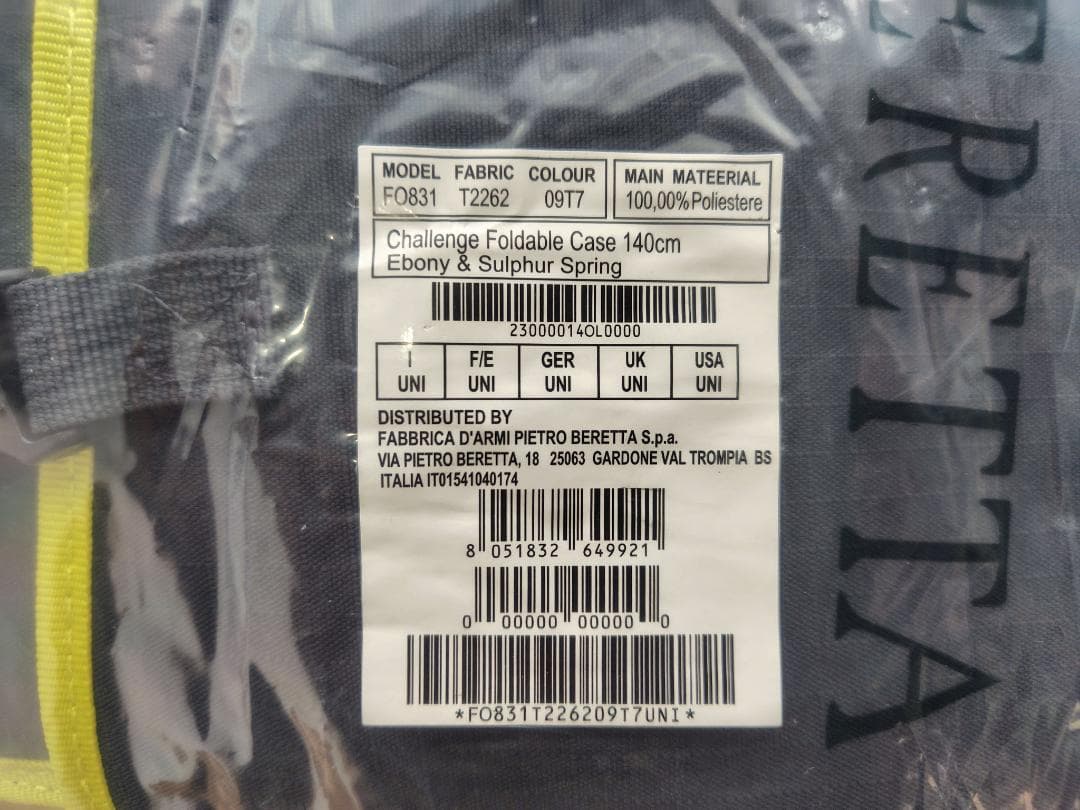 MODEL FABRIC COLOUR
FO831 T2262 09T7
MAIN MATEERIAL
100,00% Poliestere
Challenge Foldable Case 140cm
Ebony & Sulphur Spring
23000014OL0000
I F/E GER UK USA
UNI UNI UNI UNI UNI
DISTRIBUTED BY
FABBRICA D'ARMI PIETRO BERETTA S.p.a.
VIA PIETRO BERETTA, 18 25063 GARDONE VAL TROMPIA BS
ITALIA IT01541040174
8 051832 649921
0 00000 00000 0
*FO831T226209T7UNI*
ERETTA